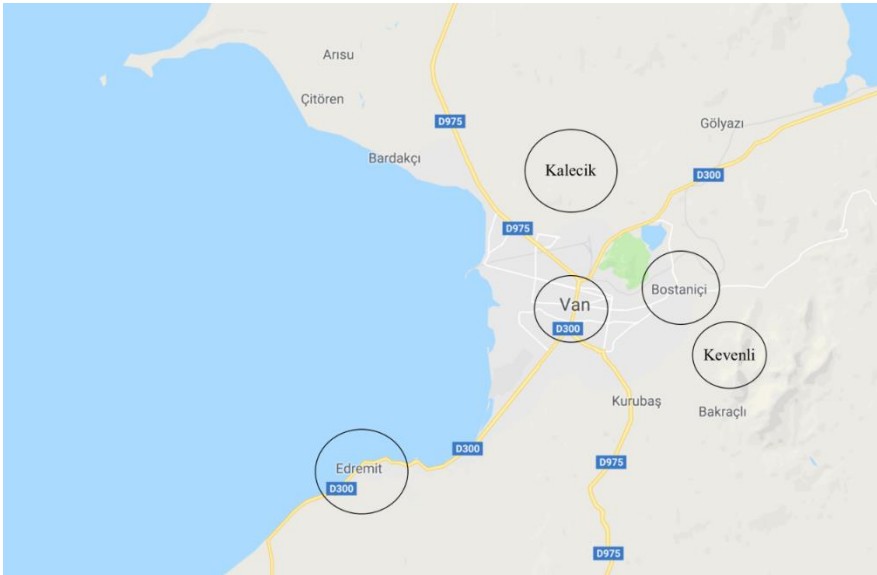 Arısu
Çitören
D975
Gölyazı
Bardakçı
Kalecik
D300
D975
Bostaniçi
Van
D300
Kevenli
Kurubaş
Bakraçlı
D300
D975
Edremit
D300
D975